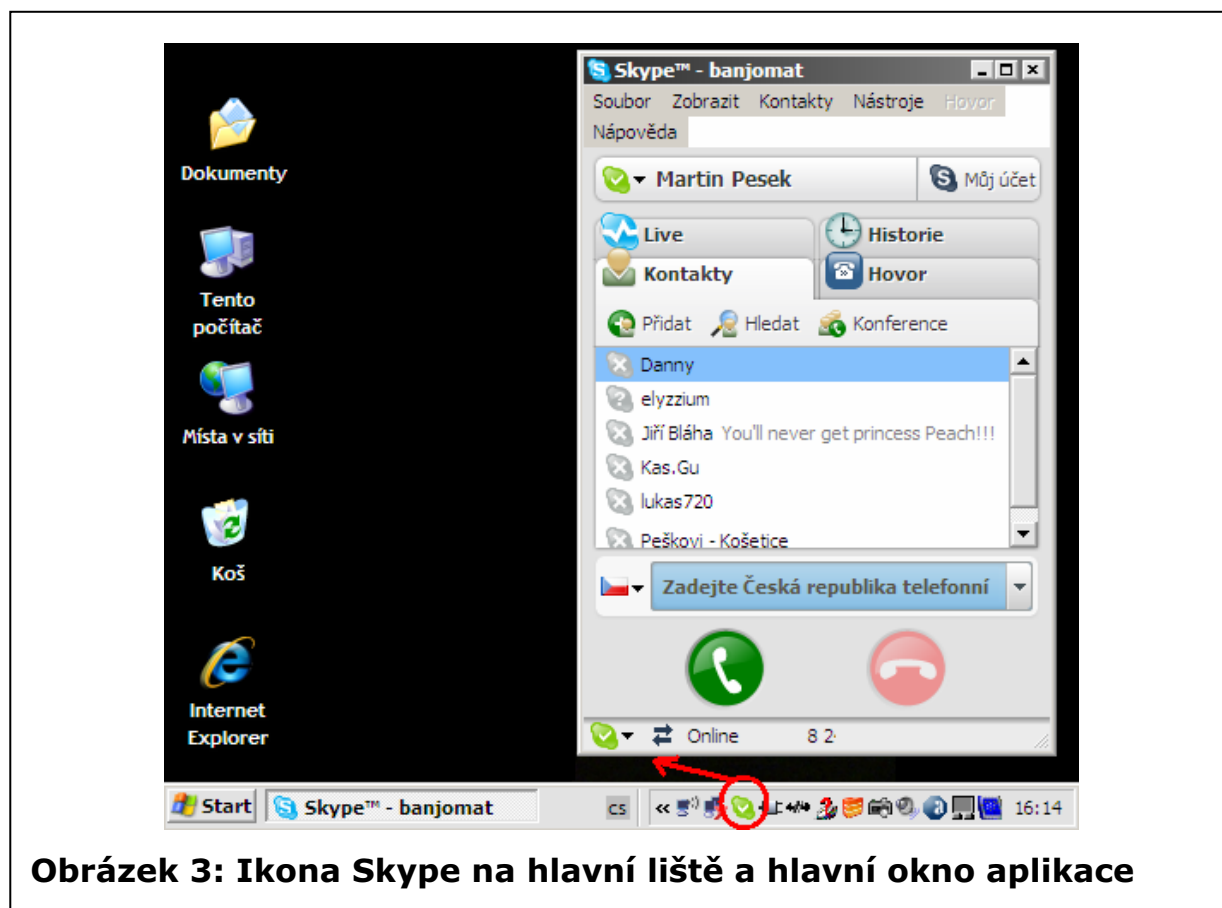 Dokumenty
Tento
počítač
Místa v síti
Koš
Internet
Explorer
Skype™ - banjomat
Soubor Zobrazit Kontakty Nástroje Hovor
Nápověda
Martin Pesek Můj účet
Live Historie
Kontakty Hovor
Přidat Hledat Konference
Danny
elyzzium
Jiří Bláha You'll never get princess Peach!!!
Kas.Gu
lukas720
Peškovi - Košetice
Zadejte Česká republika telefonní
Online 8 2
Start Skype™ - banjomat cs « 16:14
Obrázek 3: Ikona Skype na hlavní liště a hlavní okno aplikace